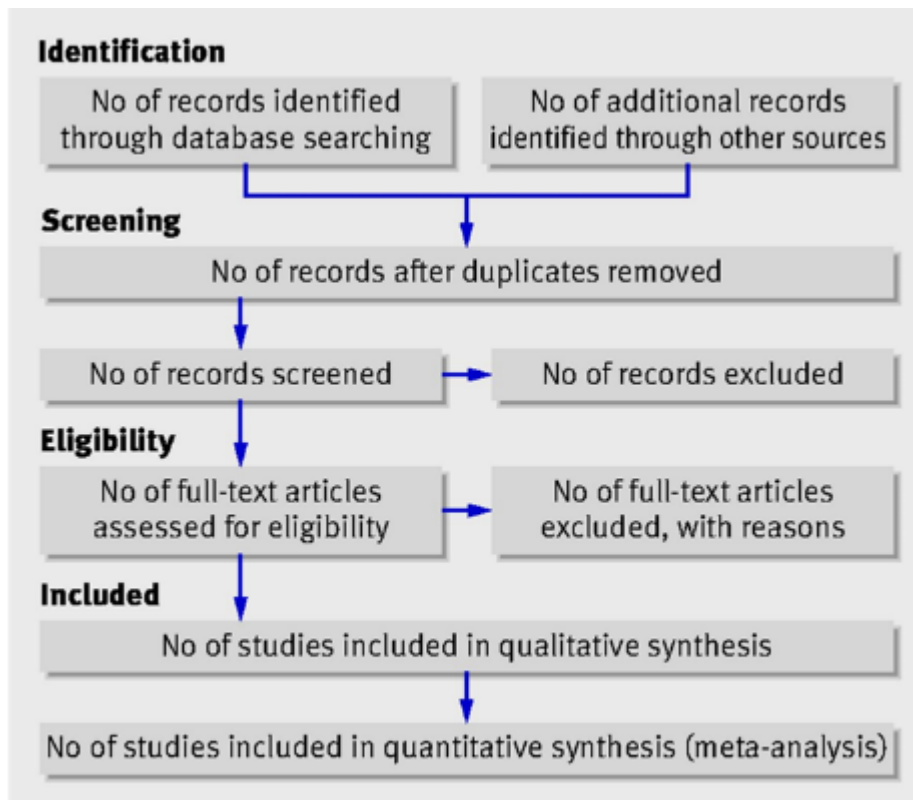 Identification
No of records identified
through database searching
No of additional records
identified through other sources
Screening
No of records after duplicates removed
No of records screened
No of records excluded
Eligibility
No of full-text articles
assessed for eligibility
No of full-text articles
excluded, with reasons
Included
No of studies included in qualitative synthesis
No of studies included in quantitative synthesis (meta-analysis)